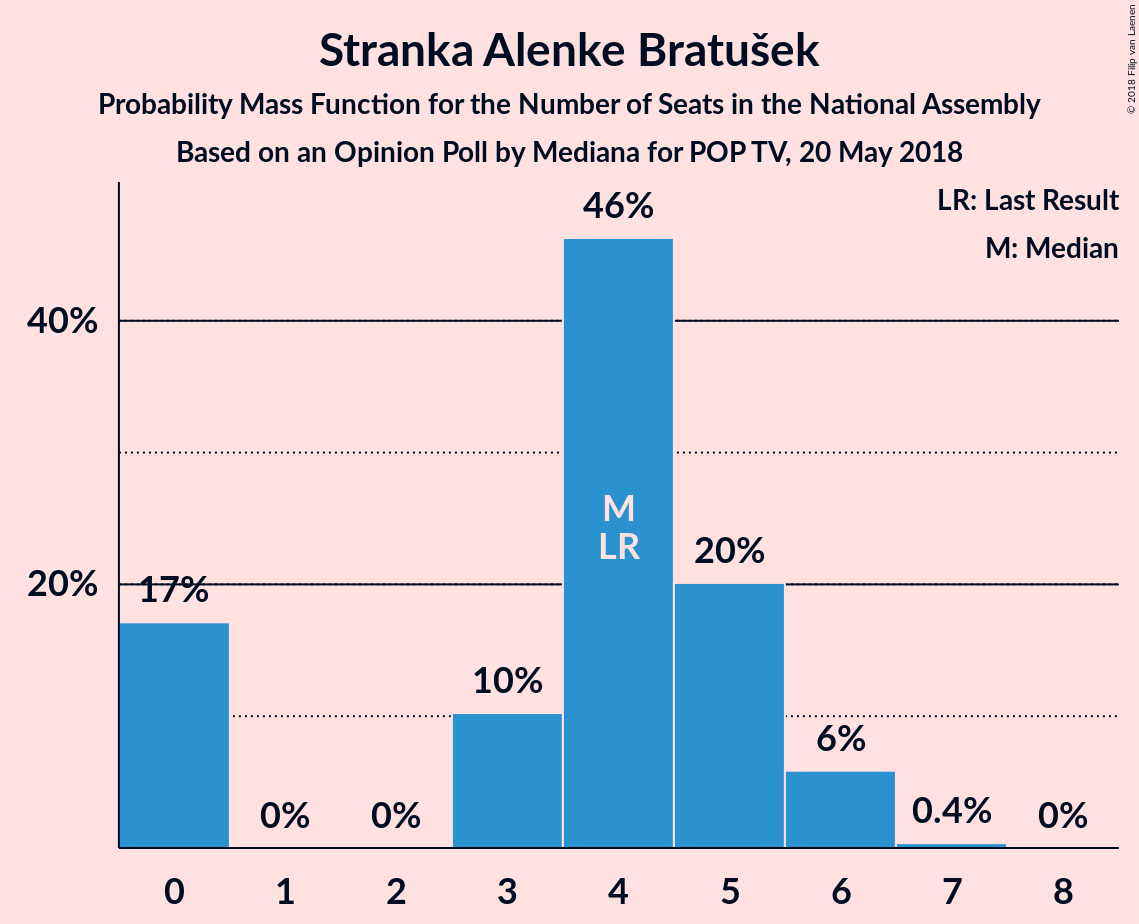 Stranka Alenke Bratušek
Probability Mass Function for the Number of Seats in the National Assembly
Based on an Opinion Poll by Mediana for POP TV, 20 May 2018
© 2018 Filip van Laenen
LR: Last Result
M: Median
46%
40%
M
LR
20%
20%
17%
10%
6%
0%
0%
0.4%
0%
0 1 2 3 4 5 6 7 8